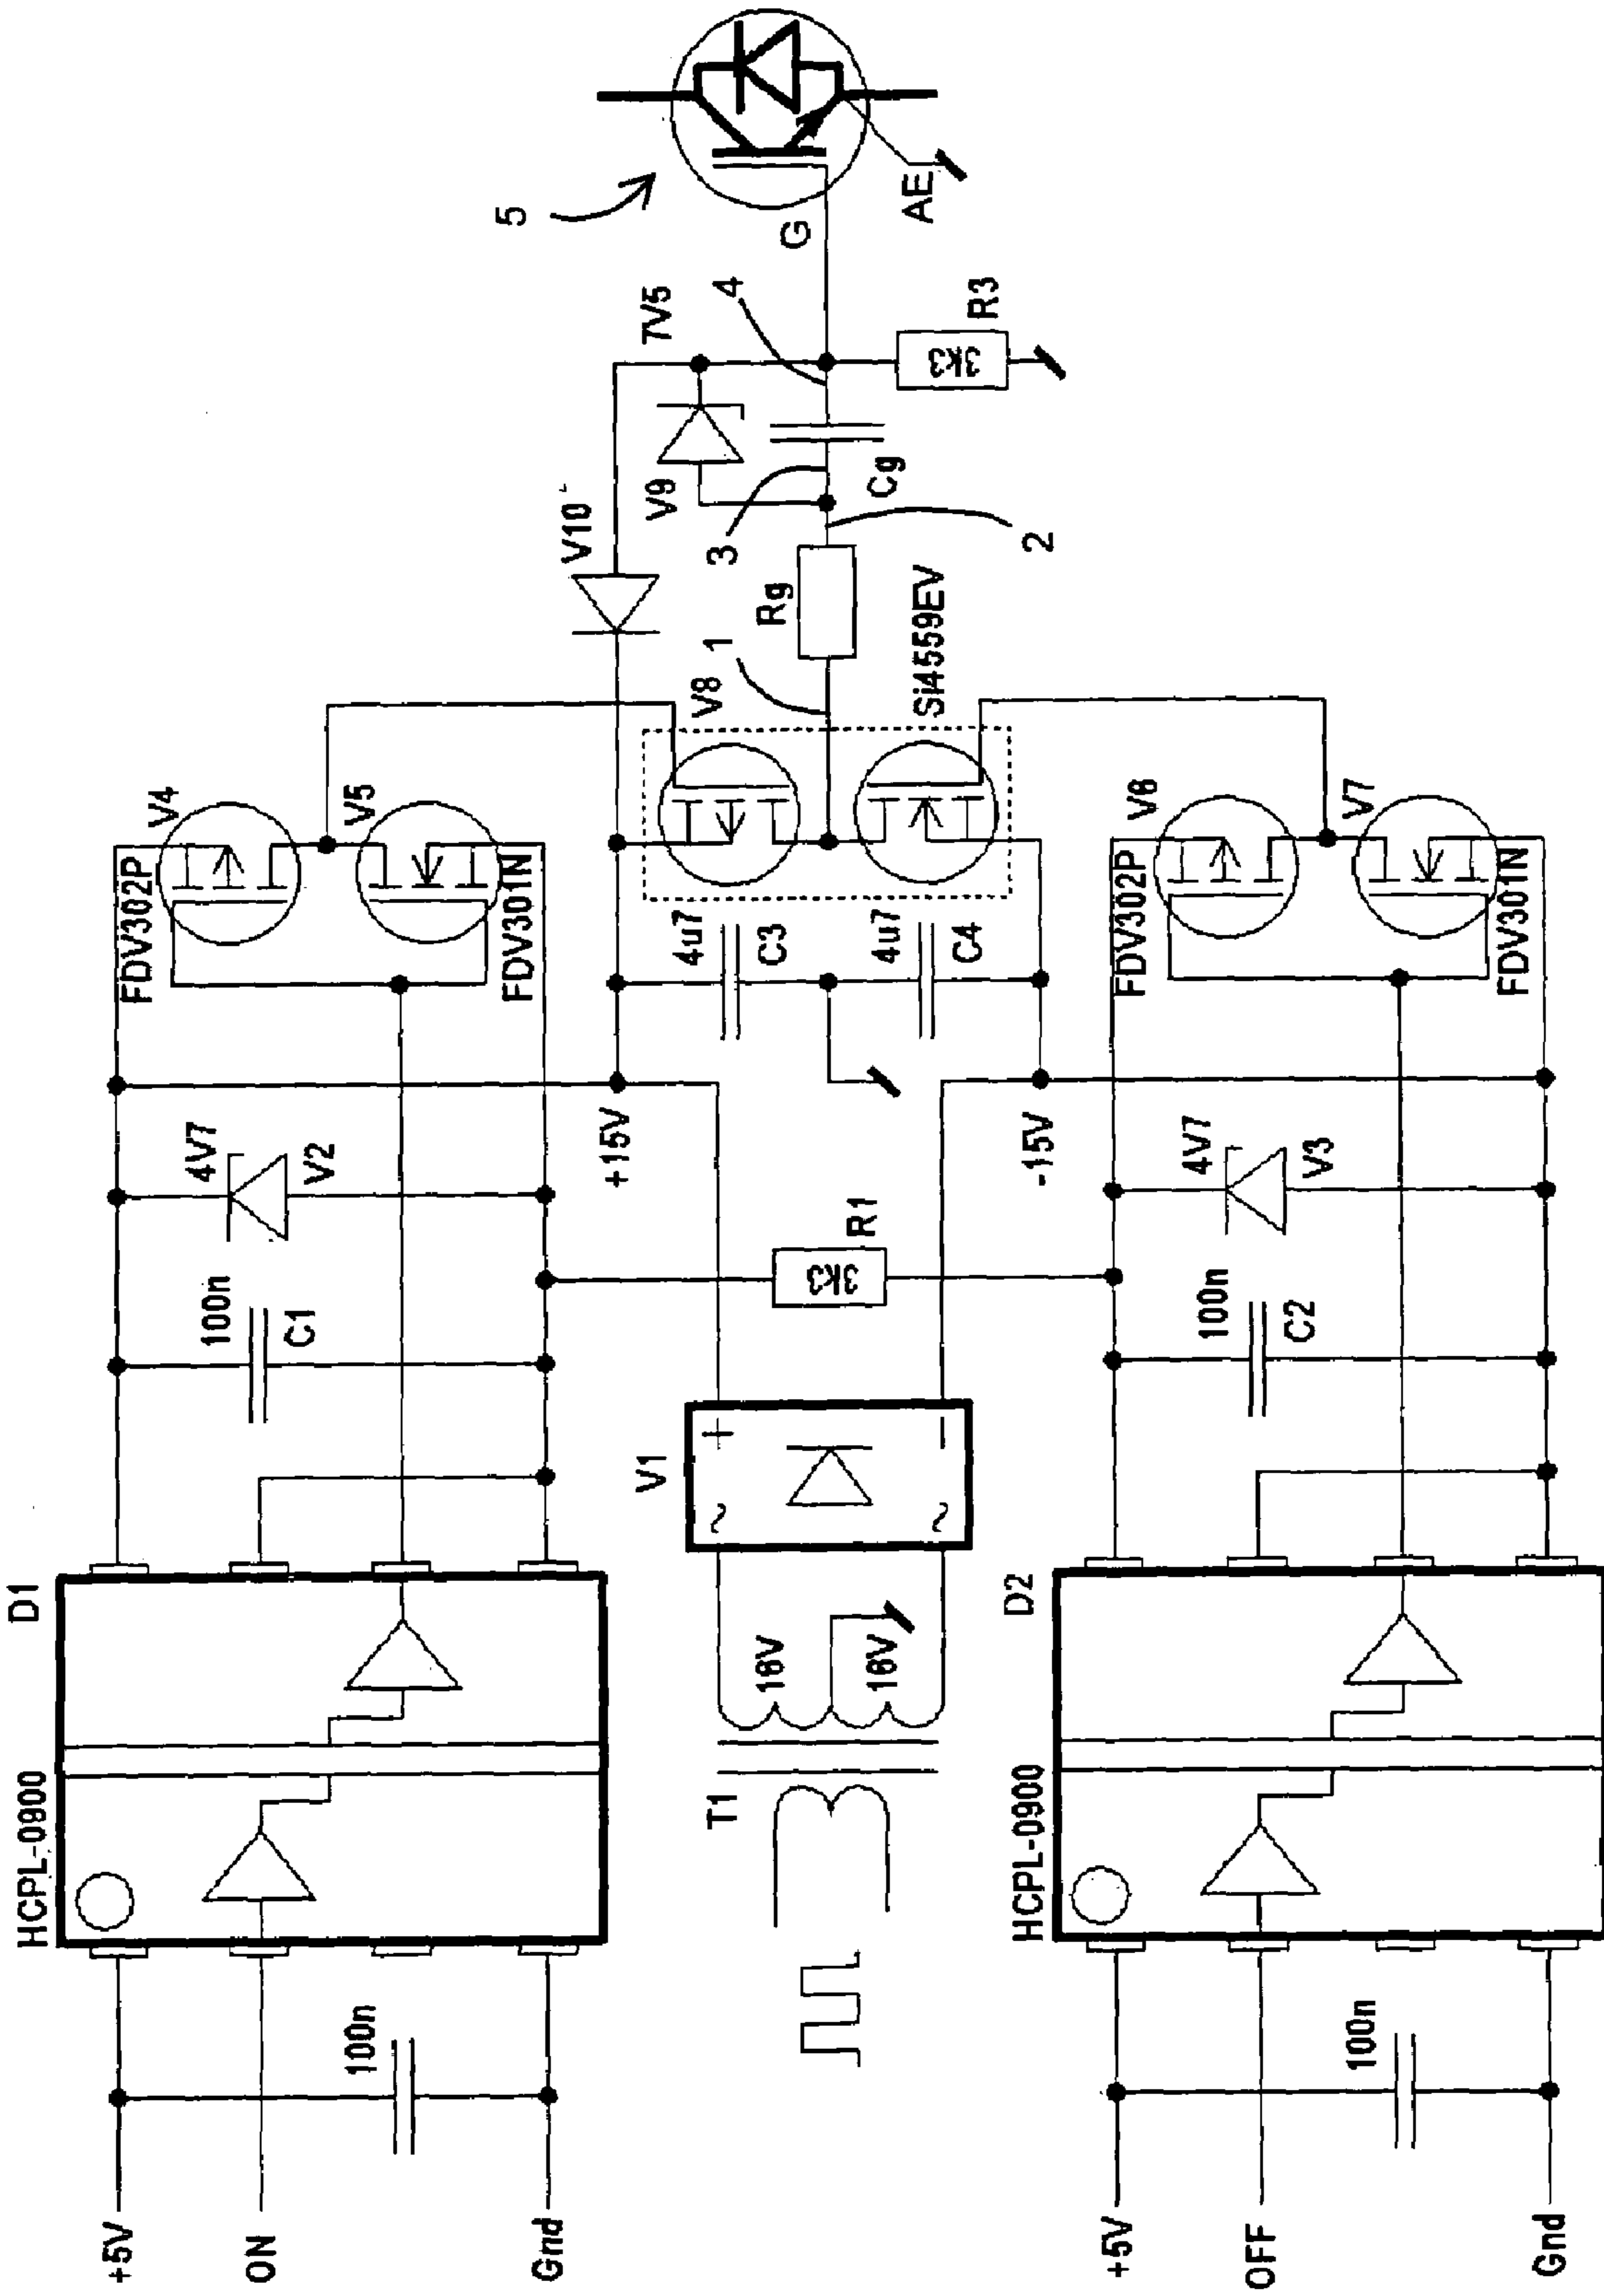 HCPL-0900
D1
+5V
ON
Gnd
100n
100n
C1
4V7
V2
FDV302P
V4
V5
FDV301N
+15V
-15V
4u7
C3
4u7
C4
V8
Si4559EV
1
V10
Rg
2
3
V9
Cg
7V5
4
3k3
R3
G
AE
5
T1
16V
16V
V1
~
~
+
-
3k3
R1
HCPL-0900
D2
+5V
OFF
Gnd
100n
100n
C2
4V7
V3
FDV302P
V6
V7
FDV301N